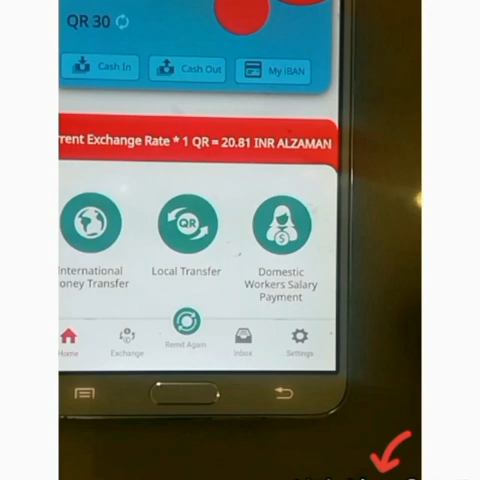 QR 30
Cash In
Cash Out
My IBAN
rrent Exchange Rate * 1 QR = 20.81 INR ALZAMAN
QR
International
oney Transfer
Local Transfer
Domestic
Workers Salary
Payment
$
Home
Exchange
Remit Again
Inbox
Settings